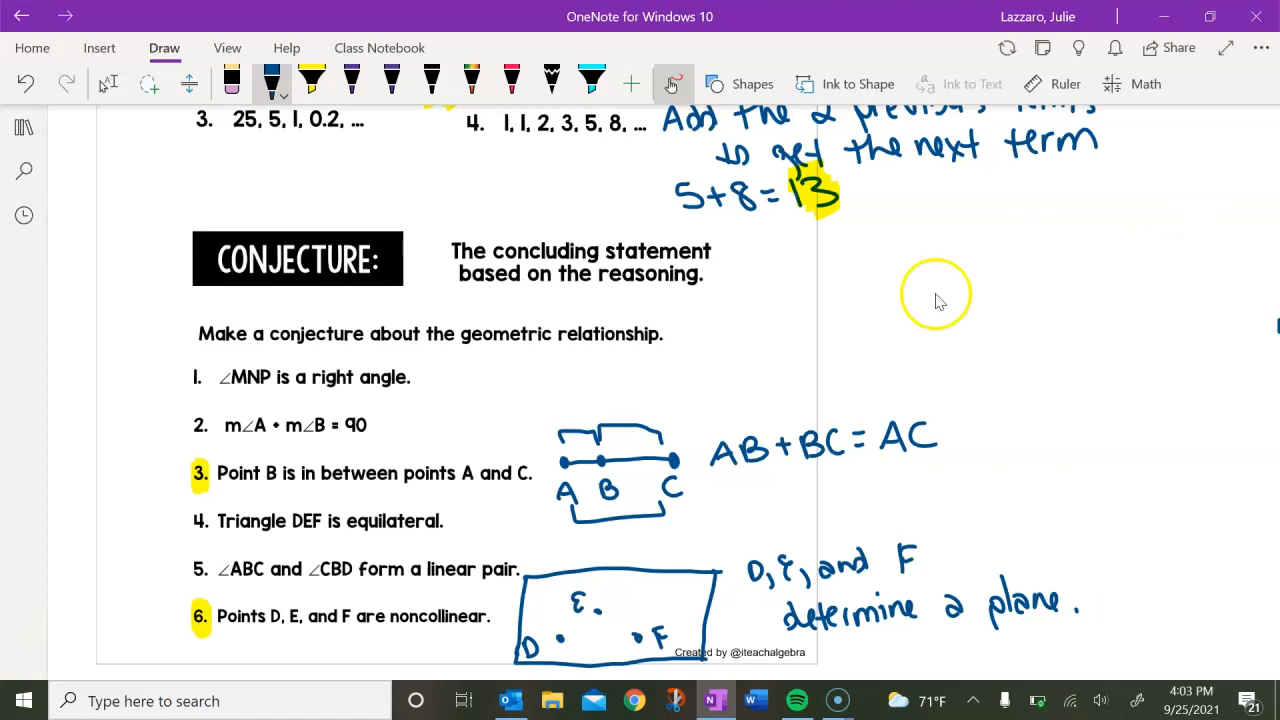 OneNote for Windows 10
Lazzaro, Julie
Home Insert Draw View Help Class Notebook Share
Shapes Ink to Shape Ink to Text Ruler Math
3. 25, 5, 1, 0.2, ...
4. 1, 1, 2, 3, 5, 8, ...
Add the 2 previous terms
to get the next term
5+8=13
CONJECTURE:
The concluding statement
based on the reasoning.
Make a conjecture about the geometric relationship.
1. ∠MNP is a right angle.
2. m∠A + m∠B = 90
3. Point B is in between points A and C.
A B C
AB+BC=AC
4. Triangle DEF is equilateral.
5. ∠ABC and ∠CBD form a linear pair.
6. Points D, E, and F are noncollinear.
E
D F
D, E, and F
determine a plane.
Created by @iteachalgebra
Type here to search
71°F
4:03 PM
9/25/2021
21